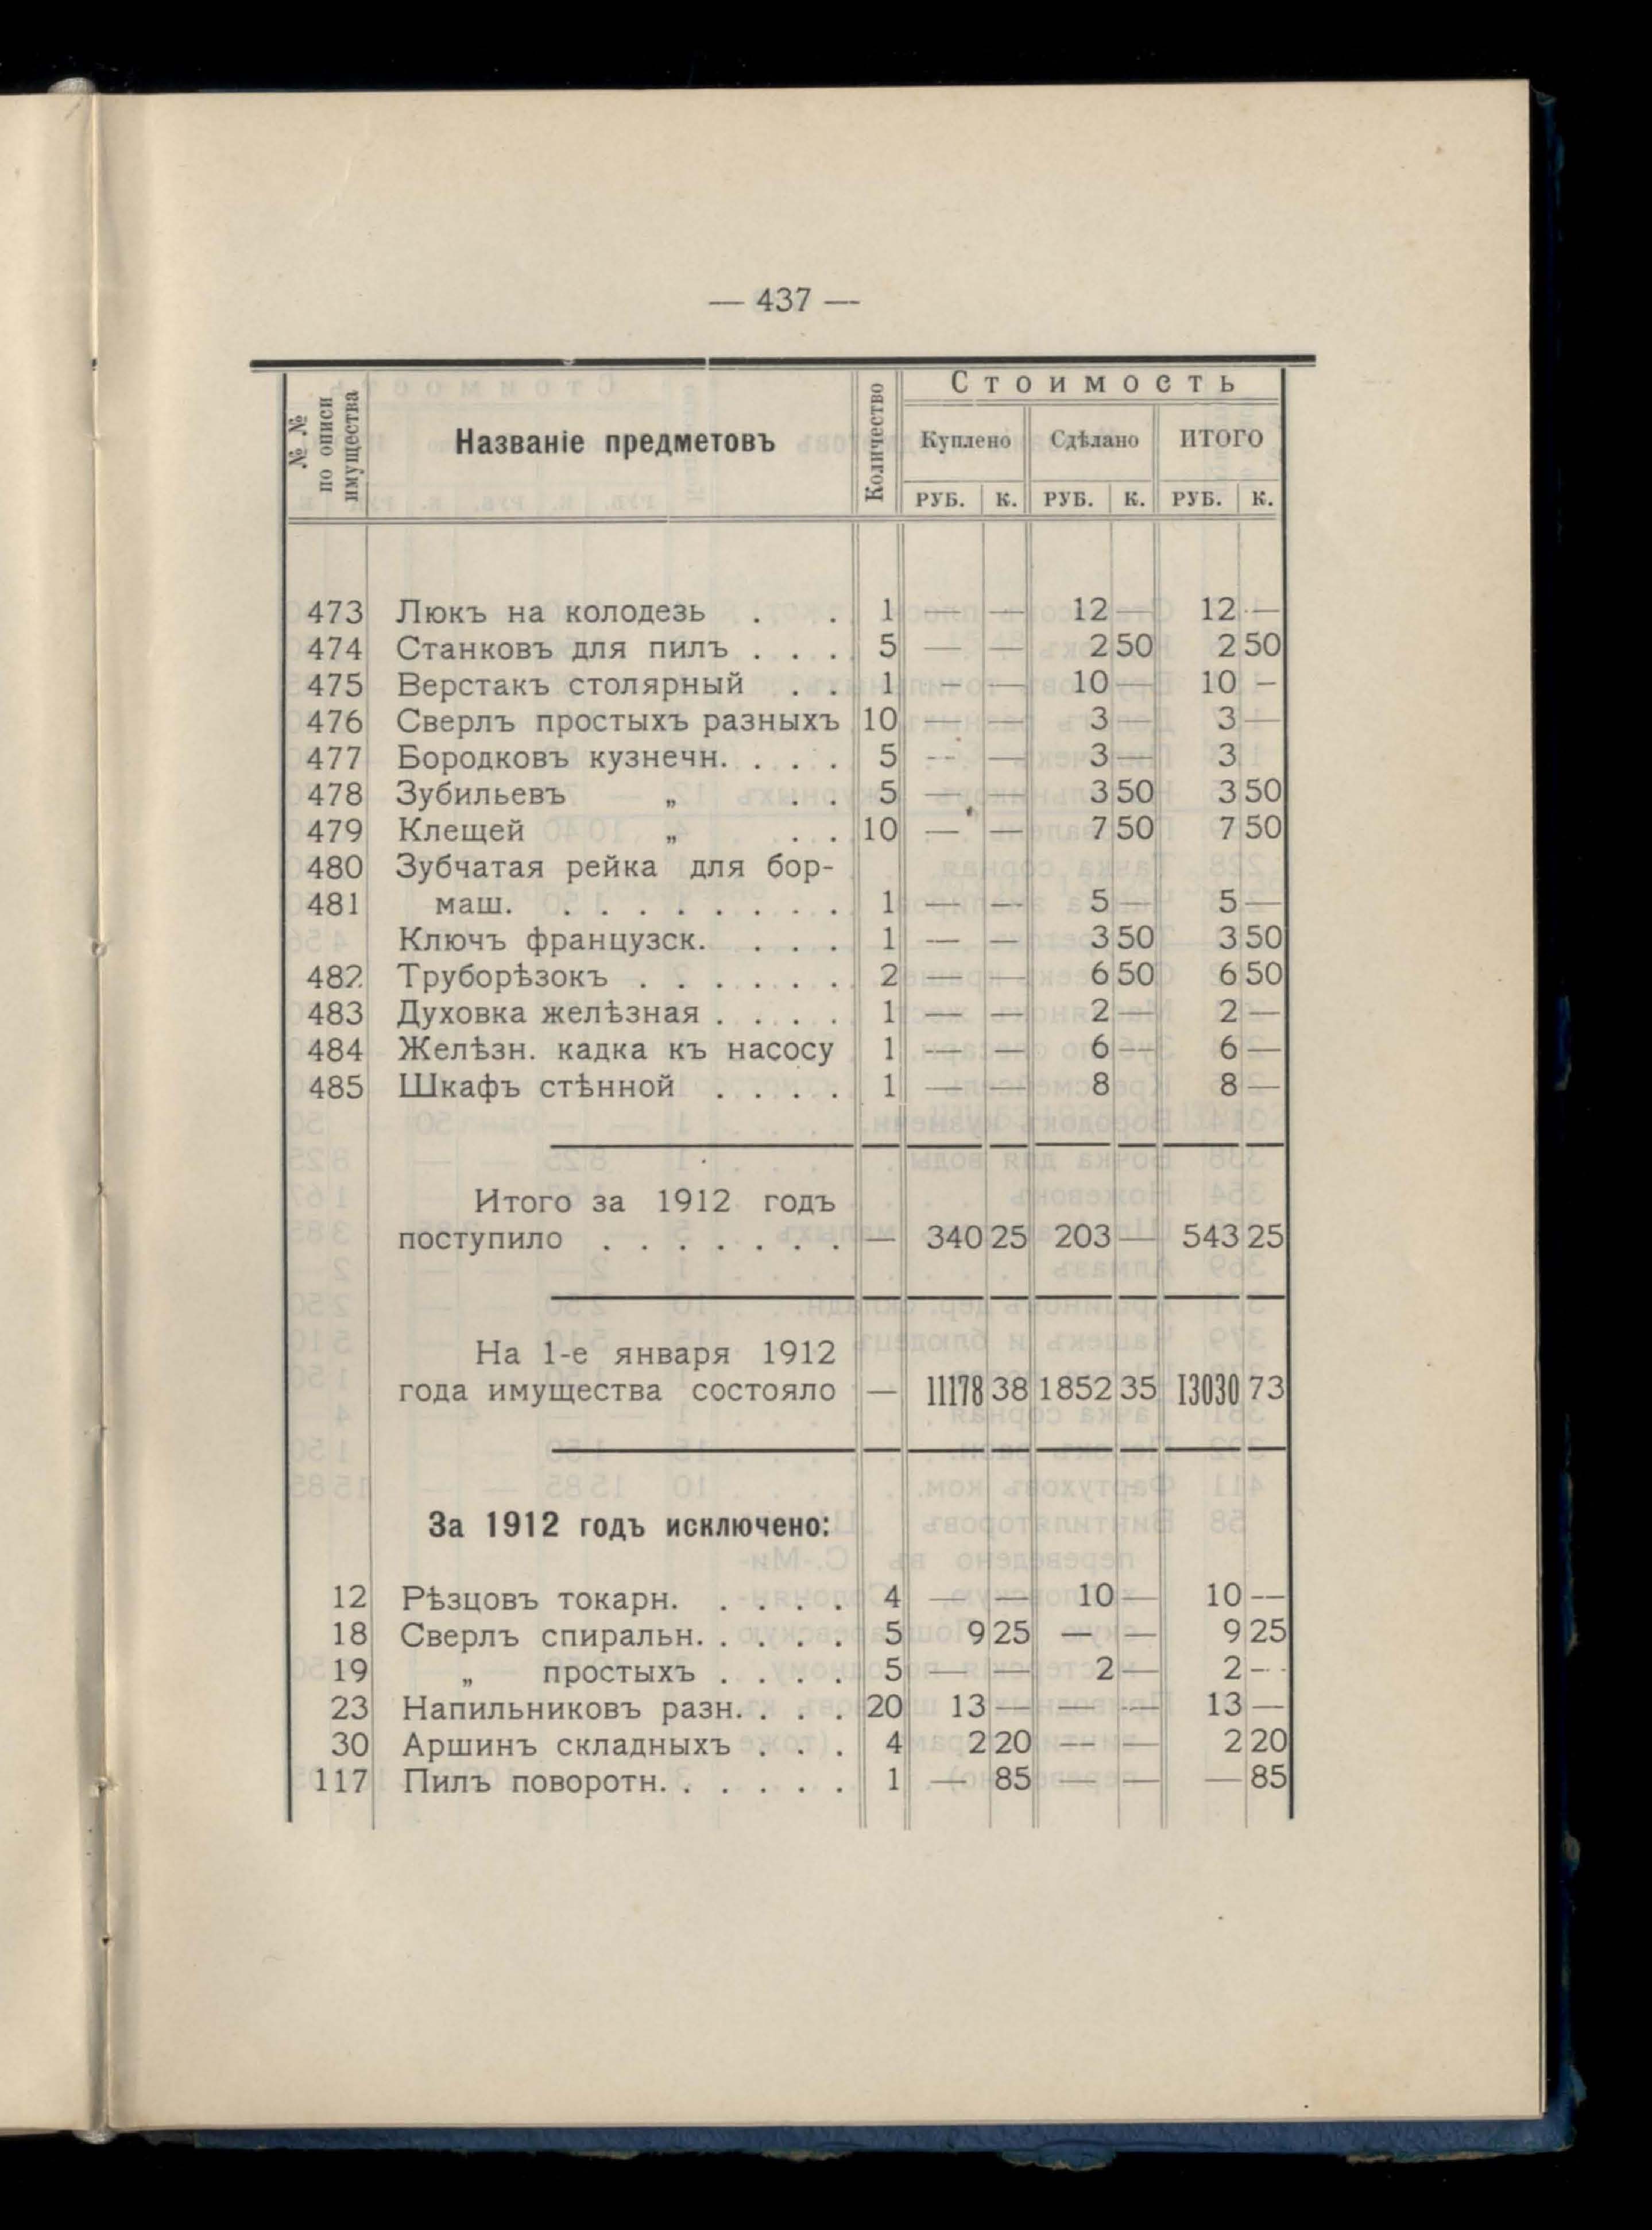 — 437 —
№ № по описи имущества | Названіе предметовъ | Количество | Стоимость
Куплено | Сдѣлано | ИТОГО
РУБ. | К. | РУБ. | К. | РУБ. | К.
473 Люкъ на колодезь . . 1 — — 12 — 12 —
474 Станковъ для пилъ . . . 5 — — 2 50 2 50
475 Верстакъ столярный . . 1 — — 10 — 10 —
476 Сверлъ простыхъ разныхъ 10 — — 3 — 3 —
477 Бородковъ кузнечн. . . . 5 — — 3 — 3
478 Зубильевъ „ . . 5 — — 3 50 3 50
479 Клещей „ . . 10 — — 7 50 7 50
480 Зубчатая рейка для бор-
481 маш. . . . . . . . . 1 — — 5 — 5 —
Ключъ французск. . . . 1 — — 3 50 3 50
482 Труборѣзокъ . . . . . . 2 — — 6 50 6 50
483 Духовка желѣзная . . . . 1 — — 2 — 2 —
484 Желѣзн. кадка къ насосу 1 — — 6 — 6 —
485 Шкафъ стѣнной . . . . 1 — — 8 8 —
Итого за 1912 годъ
поступило . . . . . . . — 340 25 203 — 543 25
На 1-е января 1912
года имущества состояло — 11178 38 1852 35 13030 73
За 1912 годъ исключено:
12 Рѣзцовъ токарн. . . . . 4 — — 10 — 10 —
18 Сверлъ спиральн. . . . . 5 9 25 — — 9 25
19 „ простыхъ . . . . 5 — — 2 — 2 —
23 Напильниковъ разн. . . . 20 13 — — — 13 —
30 Аршинъ складныхъ . . . 4 2 20 — — 2 20
117 Пилъ поворотн. . . . . . 1 — 85 — — — 85